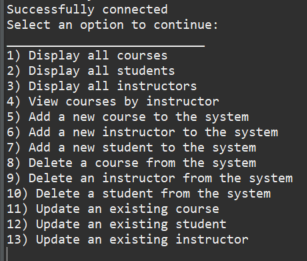 Successfully connected
Select an option to continue:
___________________________
1) Display all courses
2) Display all students
3) Display all instructors
4) View courses by instructor
5) Add a new course to the system
6) Add a new instructor to the system
7) Add a new student to the system
8) Delete a course from the system
9) Delete an instructor from the system
10) Delete a student from the system
11) Update an existing course
12) Update an existing student
13) Update an existing instructor